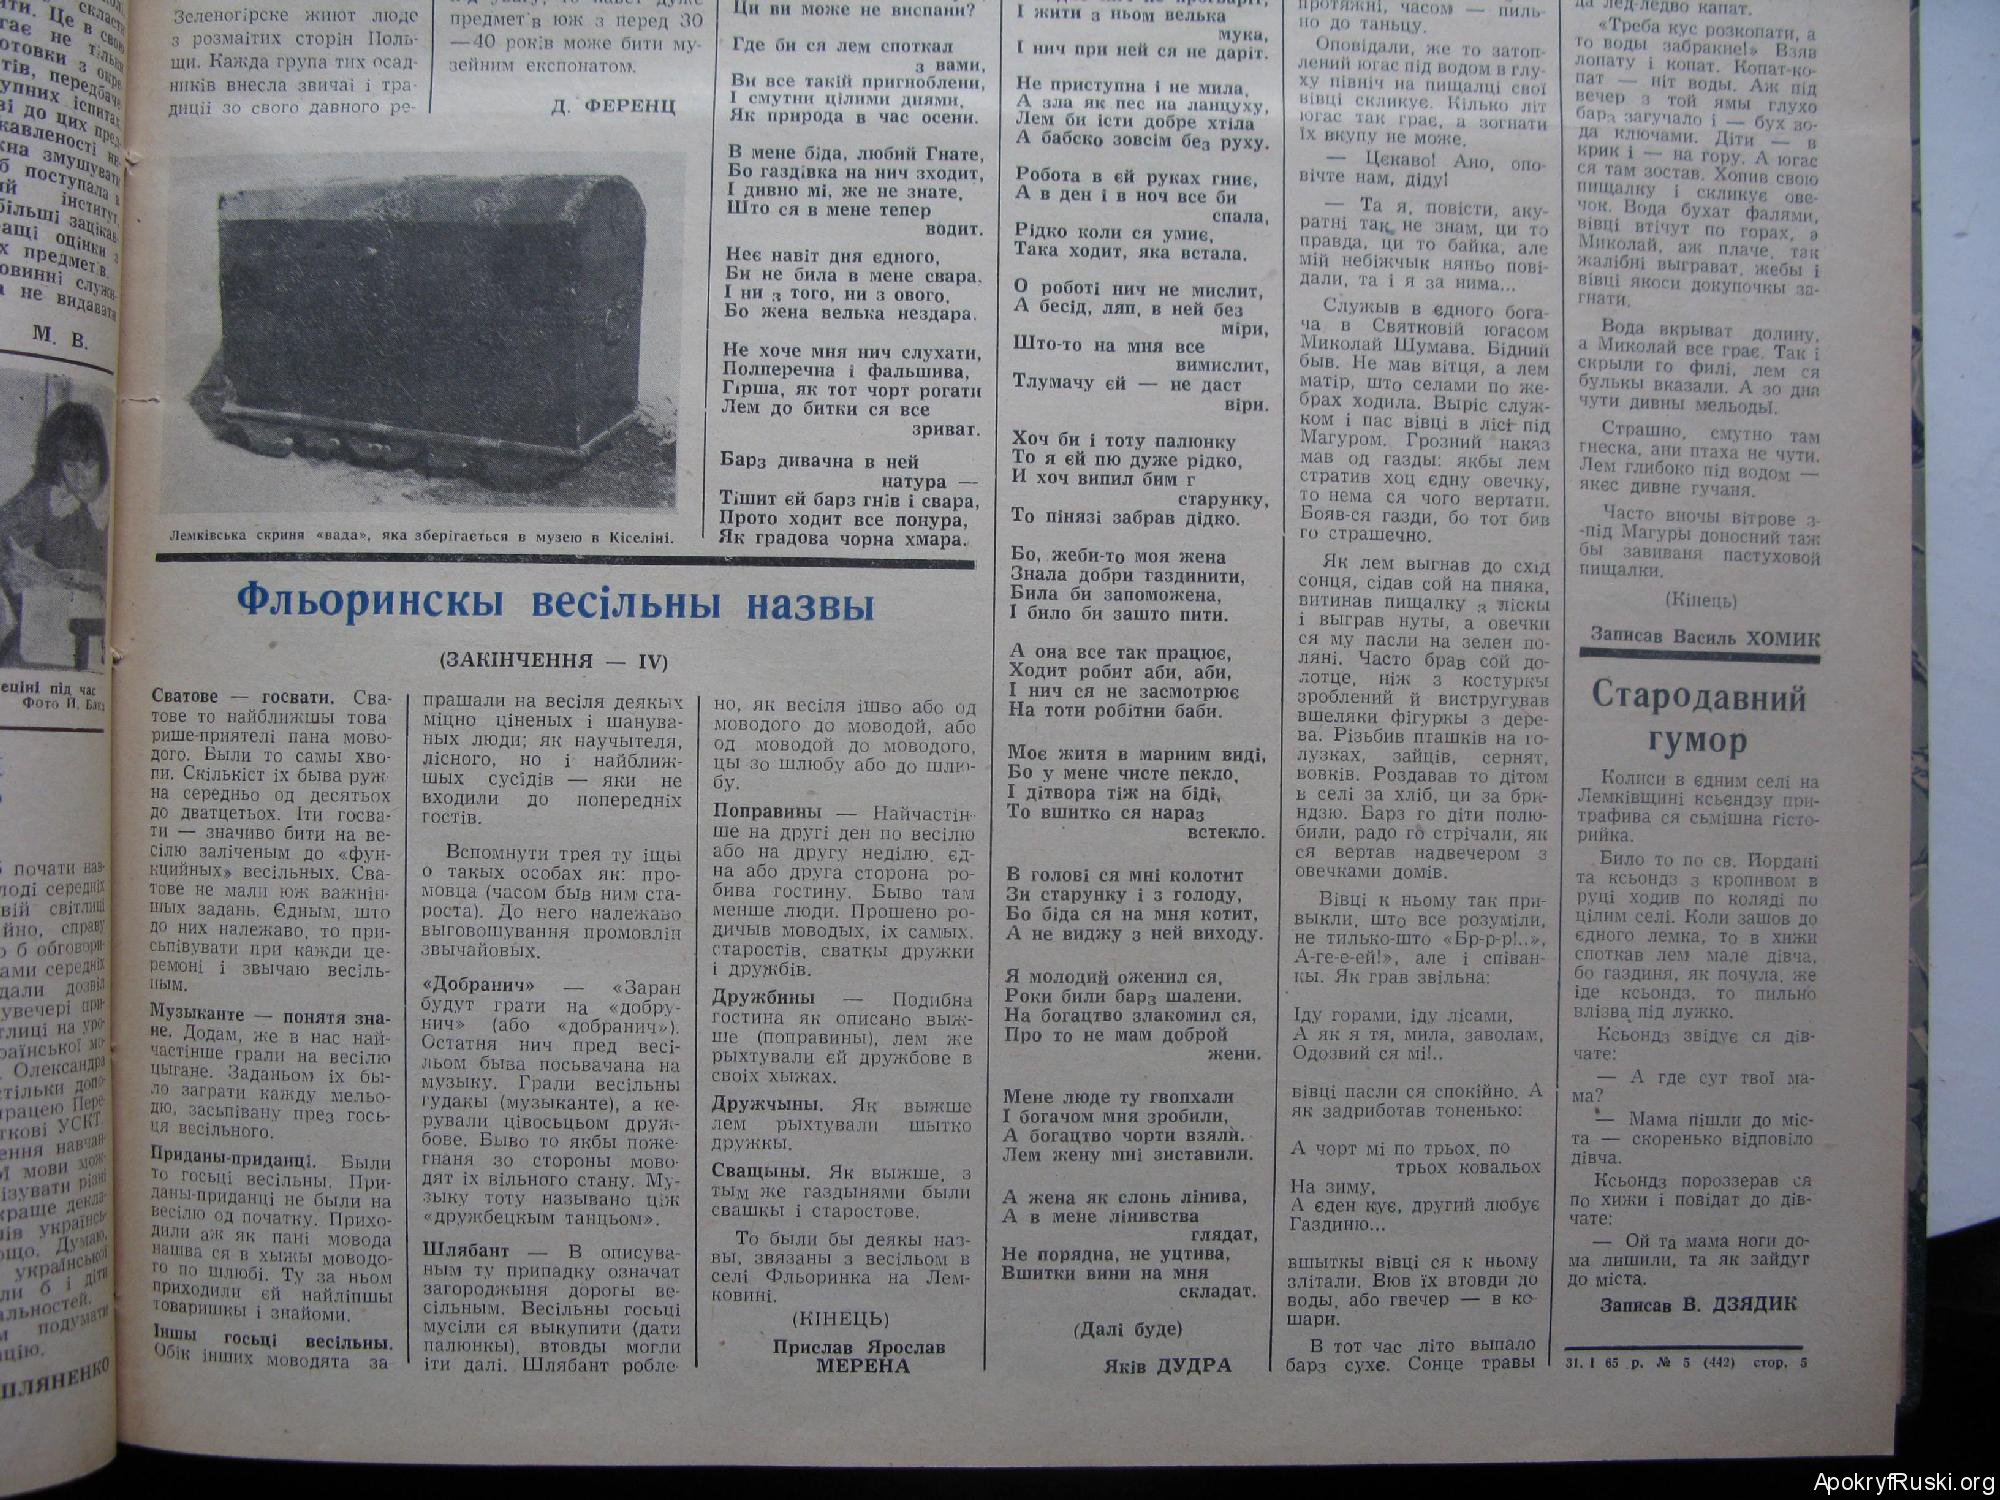 Зеленогірске жиют люде
з розмаітих сторін Поль-
щи. Кажда група тих осад-
ників внесла звичаі і тра-
диціі зо свого давного ре-
предмет'в юж з перед 30
—40 років може бити му-
зейним експонатом.
Д. ФЕРЕНЦ
Лемківська скриня «вада», яка зберігається в музею в Кіселіні.
М. В.
Ци ви може не виспани?
Где би ся лем споткал
з вами,
Ви все такій пригноблени,
І смутни цілими днями,
Як природа в час осени.
В мене біда, любий Гнате,
Бо газдівка на нич зходит,
І дивно мі, же не знате,
Што ся в мене тепер
водит.
Неє навіт дня єдного,
Би не била в мене свара,
І ни з того, ни з ового,
Бо жена велька нездара.
Не хоче мня нич слухати,
Полперечна і фальшива,
Гірша, як тот чорт рогати
Лем до битки ся все
зриват.
Барз дивачна в ней
натура —
Тішит єй барз гнів і свара,
Прото ходит все понура,
Як градова чорна хмара.
І жити з ньом велька
мука,
І нич при ней ся не даріт.
Не приступна і не мила,
А зла як пес на ланцуху,
Лем би істи добре хтіла
А бабско зовсім без руху.
Робота в єй руках гниє,
А в ден і в ноч все би
спала,
Рідко коли ся умиє,
Така ходит, яка встала.
О роботі нич не мислит,
А бесід, ляп, в ней без
міри,
Што-то на мня все
вимислит,
Тлумачу єй — не даст
віри.
Хоч би і тоту палюнку
То я єй пю дуже рідко,
И хоч випил бим г
старунку,
То пінязі забрав дідко.
Бо, жеби-то моя жена
Знала добри газдинити,
Била би запоможена,
І било би зашто пити.
А она все так працює,
Ходит робит аби, аби,
І нич ся не засмотрює
На тоти робітни баби.
Моє житя в марним виді,
Бо у мене чисте пекло,
І дітвора тіж на біді,
То вшитко ся нараз
встекло.
В голові ся мні колотит
Зи старунку і з голоду,
Бо біда ся на мня котит,
А не виджу з ней виходу.
Я молодий оженил ся,
Роки били барз шалени.
На богацтво злакомил ся,
Про то не мам доброй
жени.
Мене люде ту гвопхали
І богачом мня зробили,
А богацтво чорти взяли.
Лем жену мні зиставили.
А жена як слонь лінива,
А в мене лінивства
глядат,
Не порядна, не уцтива,
Вшитки вини на мня
складат.
(Далі буде)
Яків ДУДРА
Фльоринскы весільны назвы
(ЗАКІНЧЕННЯ — IV)
Сватове — госвати. Сва-
тове то найближшы това
рише-приятелі пана мово-
дого. Были то самы хво-
пи. Скількіст іх быва руж-
на середньо од десятьох
до дватцетьох. Іти госва-
ти — значиво бити на ве-
сілю заліченым до «фун-
кцийных» весільных. Сва-
тове не мали юж важній-
шых задань. Єдным, што
до них належаво, то при-
сьпівувати при кажди це-
ремоні і звычаю весіль-
ным.
Музыканте — понятя зна-
не. Додам, же в нас най-
частінше грали на весілю
цыгане. Заданьом іх бы-
ло заграти кажду мельо-
дію, засьпівану през гось-
ця весільного.
Приданы-приданці. Были
то госьці весільны. При-
даны-приданці не были на
весілю од початку. Прихо-
дили аж як пані мовода
нашва ся в хыжы моводо-
го по шлюбі. Ту за ньом
приходили єй найліпшы
товаришкы і знайоми.
Іншы госьці весільны.
Обік інших моводята за
прашали на весіля деякых
міцно ціненых і шанува-
ных люди; як научытеля,
лісного, но і найближ-
шых сусідів — яки не
входили до попередніх
гостів.
Вспомнути трея ту іщы
о такых особах як: про-
мовца (часом быв ним ста-
роста). До него належаво
выговошування промовлін
звычайовых.
«Добранич» — «Заран
будут грати на «добру-
нич» (або «добранич»).
Остатня нич пред весі-
льом быва посьвачана на
музыку. Грали весільны
гудакы (музыканте), а ке-
рували цівосьцьом друж-
бове. Быво то якбы поже-
гнаня зо стороны мово-
дят іх вільного стану. Му-
зыку тоту называно ціж
«дружбецкым танцьом».
Шлябант — В описува-
ным ту припадку означат
загороджыня дорогы ве-
сільным. Весільны госьці
мусіли ся выкупити (дати
палюнкы), втовды могли
іти далі. Шлябант робле-
но, як весіля ішво або од
моводого до моводой, або
од моводой до моводого,
цы зо шлюбу або до шлю-
бу.
Поправины — Найчастін-
ше на другі ден по весілю
або на другу неділю, єд-
на або друга сторона ро-
бива гостину. Быво там
менше люди. Прошено ро-
дичыв моводых, іх самых,
старостів, сваткы дружки
і дружбів.
Дружбины — Подибна
гостина як описано выж-
ше (поправины), лем же
рыхтували єй дружбове в
своіх хыжах.
Дружчыны. Як выжше
лем рыхтували шытко
дружкы.
Сващыны. Як выжше, з
тым же газдынями были
свашкы і старостове.
То были бы деякы наз-
вы, звязаны з весільом в
селі Фльоринка на Лем-
ковині.
(КІНЕЦЬ)
Прислав Ярослав
МЕРЕНА
протяжні, часом — пиль-
но до таньцу.
Оповідали, же то затоп-
лений югас під водом в глу-
ху північ на пищалці свої
вівці скликує. Кілько літ
югас так грає, а зогнати
їх вкупу не може.
— Цєкаво! Ано, опо-
вічте нам, діду!
— Та я, повісти, аку-
ратні так не знам, ци то
правда, ци то байка, але
мій небіжчык няньо пові-
дали, та і я за нима...
Служыв в єдного бога-
ча в Святковій югасом
Миколай Шумава. Бідний
быв. Не мав вітця, а лем
матір, што селами по же-
брах ходила. Выріс служ-
ком і пас вівці в лісі під
Магуром. Грозний наказ
мав од газды: якбы лем
стратив хоц єдну овечку,
то нема ся чого вертати.
Бояв-ся газди, бо тот бив
го страшечно.
Як лем выгнав до схід
сонця, сідав сой на пняка,
витинав пищалку з ліскы
і выграв нуты, а овечки
ся му пасли на зелен по-
ляні. Часто брав сой до-
лотце, ніж з костуркы
зроблений й вистругував
вшеляки фігуркы з дере-
ва. Різьбив пташків на го-
лузках, зайців, сернят,
вовків. Роздавав то дітом
в селі за хліб, ци за брин-
ндзю. Барз го діти полю-
били, радо го стрічали, як
ся вертав надвечером з
овечками домів.
Вівці к ньому так при-
выкли, што все розуміли,
не тилько-што «Бр-р-р!..»,
А-ге-е-ей!», але і співан-
кы. Як грав звільна:
Іду горами, іду лісами,
А як я тя, мила, заволам,
Одозвий ся мі!..
вівці пасли ся спокійно. А
як задриботав тоненько:
А чорт мі по трьох, по
трьох ковальох
На зиму,
А єден кує, другий любує
Газдиню...
вшыткы вівці ся к ньому
злітали. Вюв їх втовди до
воды, або гвечер — в ко-
шари.
В тот час літо выпало
барз сухе. Сонце травы
да лед-ледво капат.
«Треба кус розкопати, а
то воды забракне!» Взяв
лопату і копат. Копат-ко-
пат — ніт воды. Аж під
вечер з той ямы глухо
барз загучало і — бух во-
да ключами. Діти — в
крик і — на гору. А югас
ся там зостав. Хопив свою
пищалку і скликує ове-
чок. Вода бухат фалями,
вівці втічут по горах, а
Миколай, аж плаче, так
жалібні выграват, жебы і
вівці якоси докупочкы за-
гнати.
Вода вкрыват долину,
а Миколай все грає. Так і
скрыли го филі, лем ся
булькы вказали. А зо дна
чути дивны мельодыі.
Страшно, смутно там
гнеска, ани птаха не чути.
Лем глибоко під водом —
якєс дивне гучаня.
Часто вночы вітрове з-
-під Магуры доносний таж
бы завиваня пастуховой
пищалки.
(Кінець)
Записав Василь ХОМИК
Стародавний
гумор
Колиси в єдним селі на
Лемківщині ксьендзу при-
трафива ся сьмішна гісто-
рийка.
Било то по св. Йордані
та ксьондз з кропивом в
руці ходив по коляді по
цілим селі. Коли зашов до
єдного лемка, то в хижи
споткав лем мале дівча,
бо газдиня, як почула, же
іде ксьондз, то пильно
влізва під лужко.
Ксьондз звідує ся дів-
чате:
— А где сут твоі ма-
ма?
— Мама пішли до міс-
та — скоренько відповіло
дівча.
Ксьондз пороззерав ся
по хижи і повідат до дів-
чате:
— Ой та мама ноги до-
ма лишили, та як зайдут
до міста.
Записав В. ДЗЯДИК
31. І 65 р. № 5 (442) стор. 5
ApokryfRuski.org